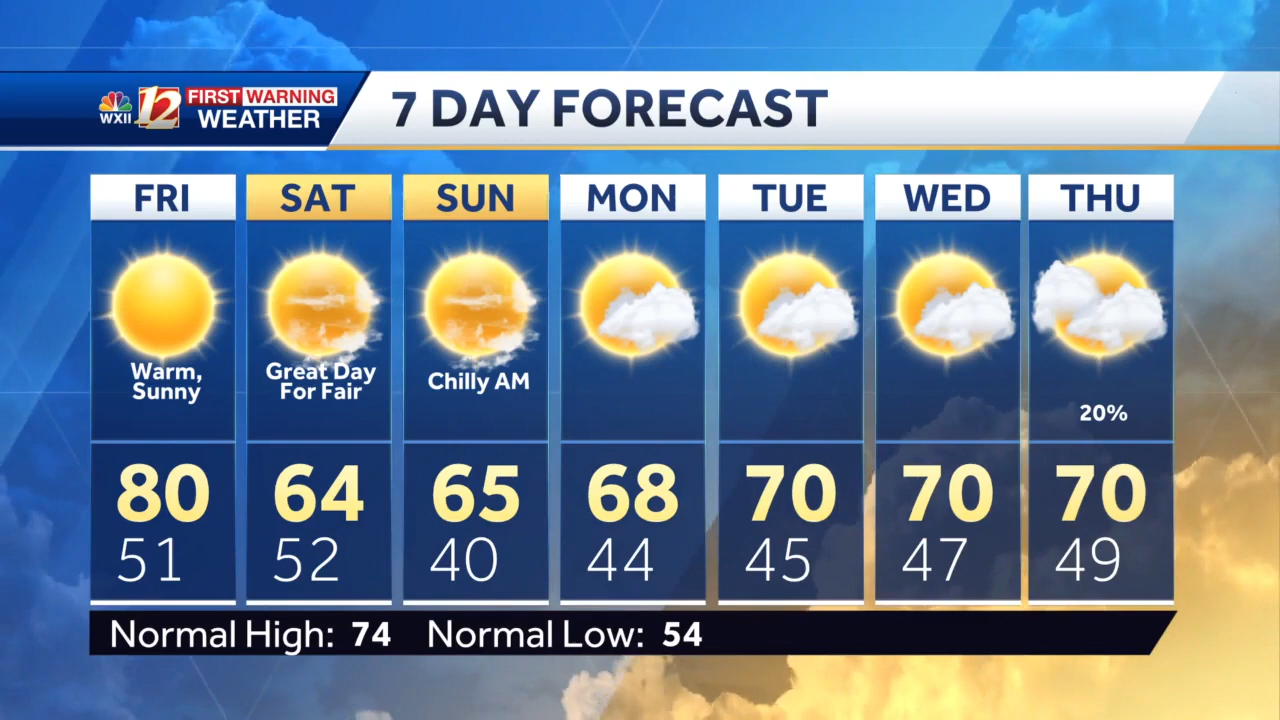 WXII 12 FIRST WARNING
WEATHER
7 DAY FORECAST
FRI SAT SUN MON TUE WED THU
Warm,
Sunny
Great Day
For Fair
Chilly AM
20%
80 64 65 68 70 70 70
51 52 40 44 45 47 49
Normal High: 74 Normal Low: 54